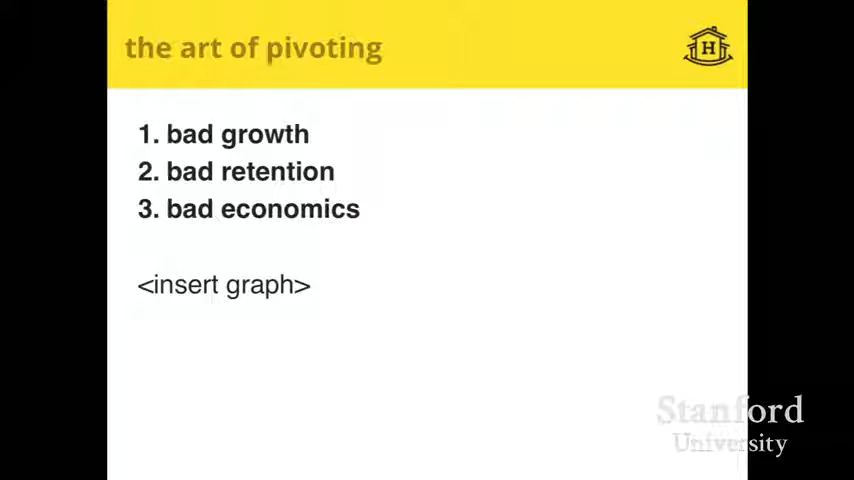 the art of pivoting
H
1. bad growth
2. bad retention
3. bad economics
<insert graph>
Stanford
University